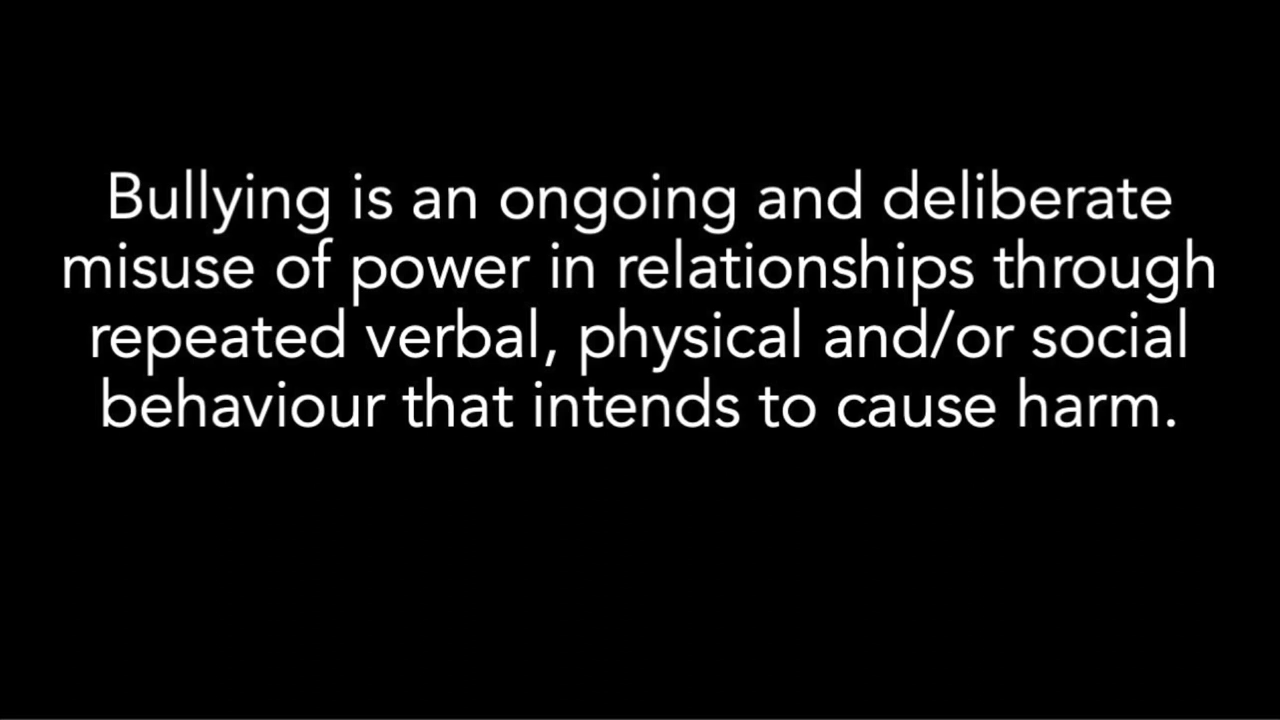 Bullying is an ongoing and deliberate
misuse of power in relationships through
repeated verbal, physical and/or social
behaviour that intends to cause harm.